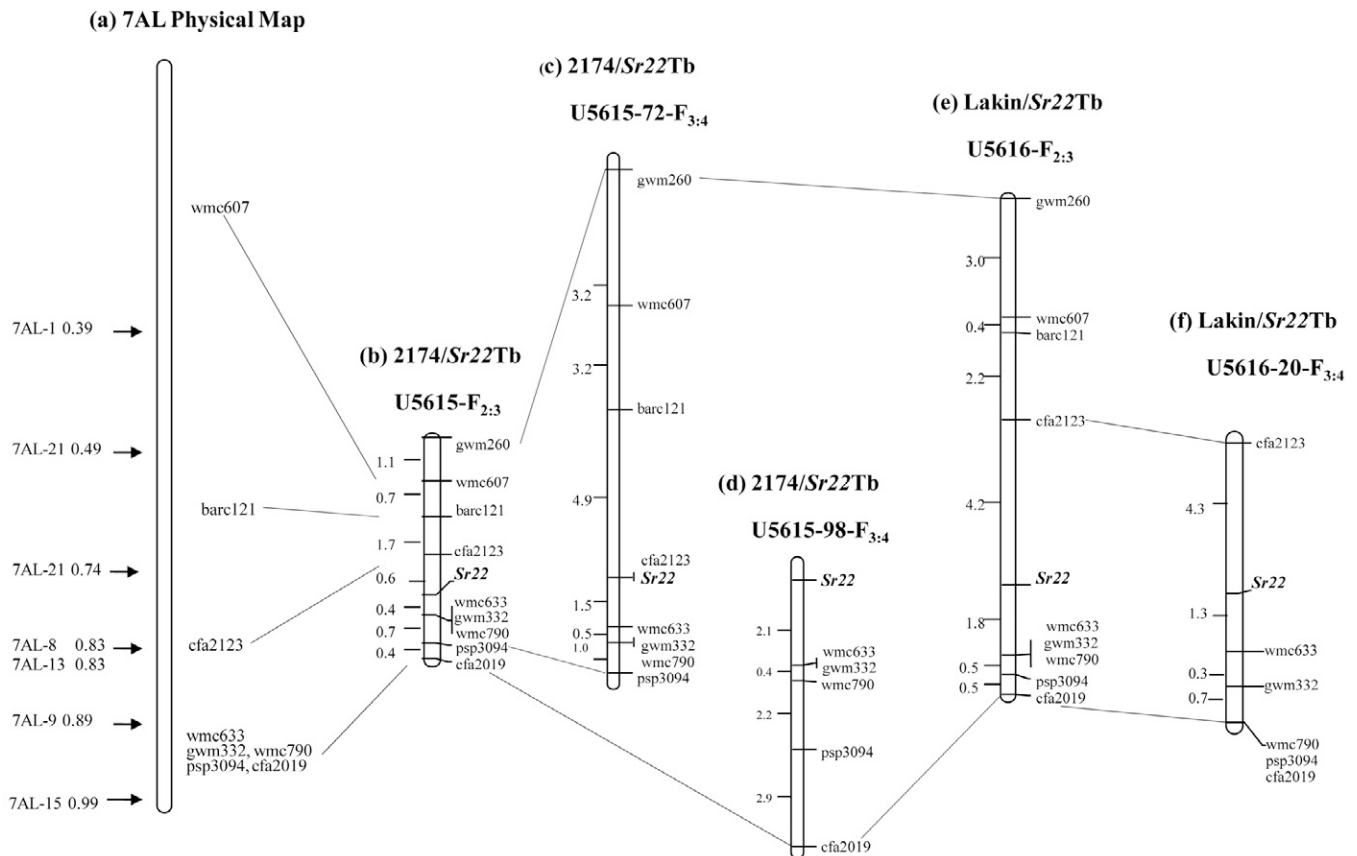 (a) 7AL Physical Map
wmc607
7AL-1 0.39
7AL-21 0.49
barc121
7AL-21 0.74
7AL-8 0.83
7AL-13 0.83
cfa2123
7AL-9 0.89
wmc633
gwm332, wmc790
psp3094, cfa2019
7AL-15 0.99
(b) 2174/Sr22Tb
U5615-F2:3
gwm260
1.1
wmc607
0.7
barc121
1.7
cfa2123
0.6
Sr22
0.4
wmc633
gwm332
wmc790
0.7
psp3094
0.4
cfa2019
(c) 2174/Sr22Tb
U5615-72-F3:4
gwm260
3.2
wmc607
3.2
barc121
4.9
cfa2123
Sr22
1.5
wmc633
0.5
gwm332
1.0
wmc790
psp3094
(d) 2174/Sr22Tb
U5615-98-F3:4
Sr22
2.1
wmc633
gwm332
0.4
wmc790
2.2
psp3094
2.9
cfa2019
(e) Lakin/Sr22Tb
U5616-F2:3
gwm260
3.0
wmc607
0.4
barc121
2.2
cfa2123
4.2
Sr22
1.8
wmc633
gwm332
wmc790
0.5
psp3094
0.5
cfa2019
(f) Lakin/Sr22Tb
U5616-20-F3:4
cfa2123
4.3
Sr22
1.3
wmc633
0.3
gwm332
0.7
wmc790
psp3094
cfa2019